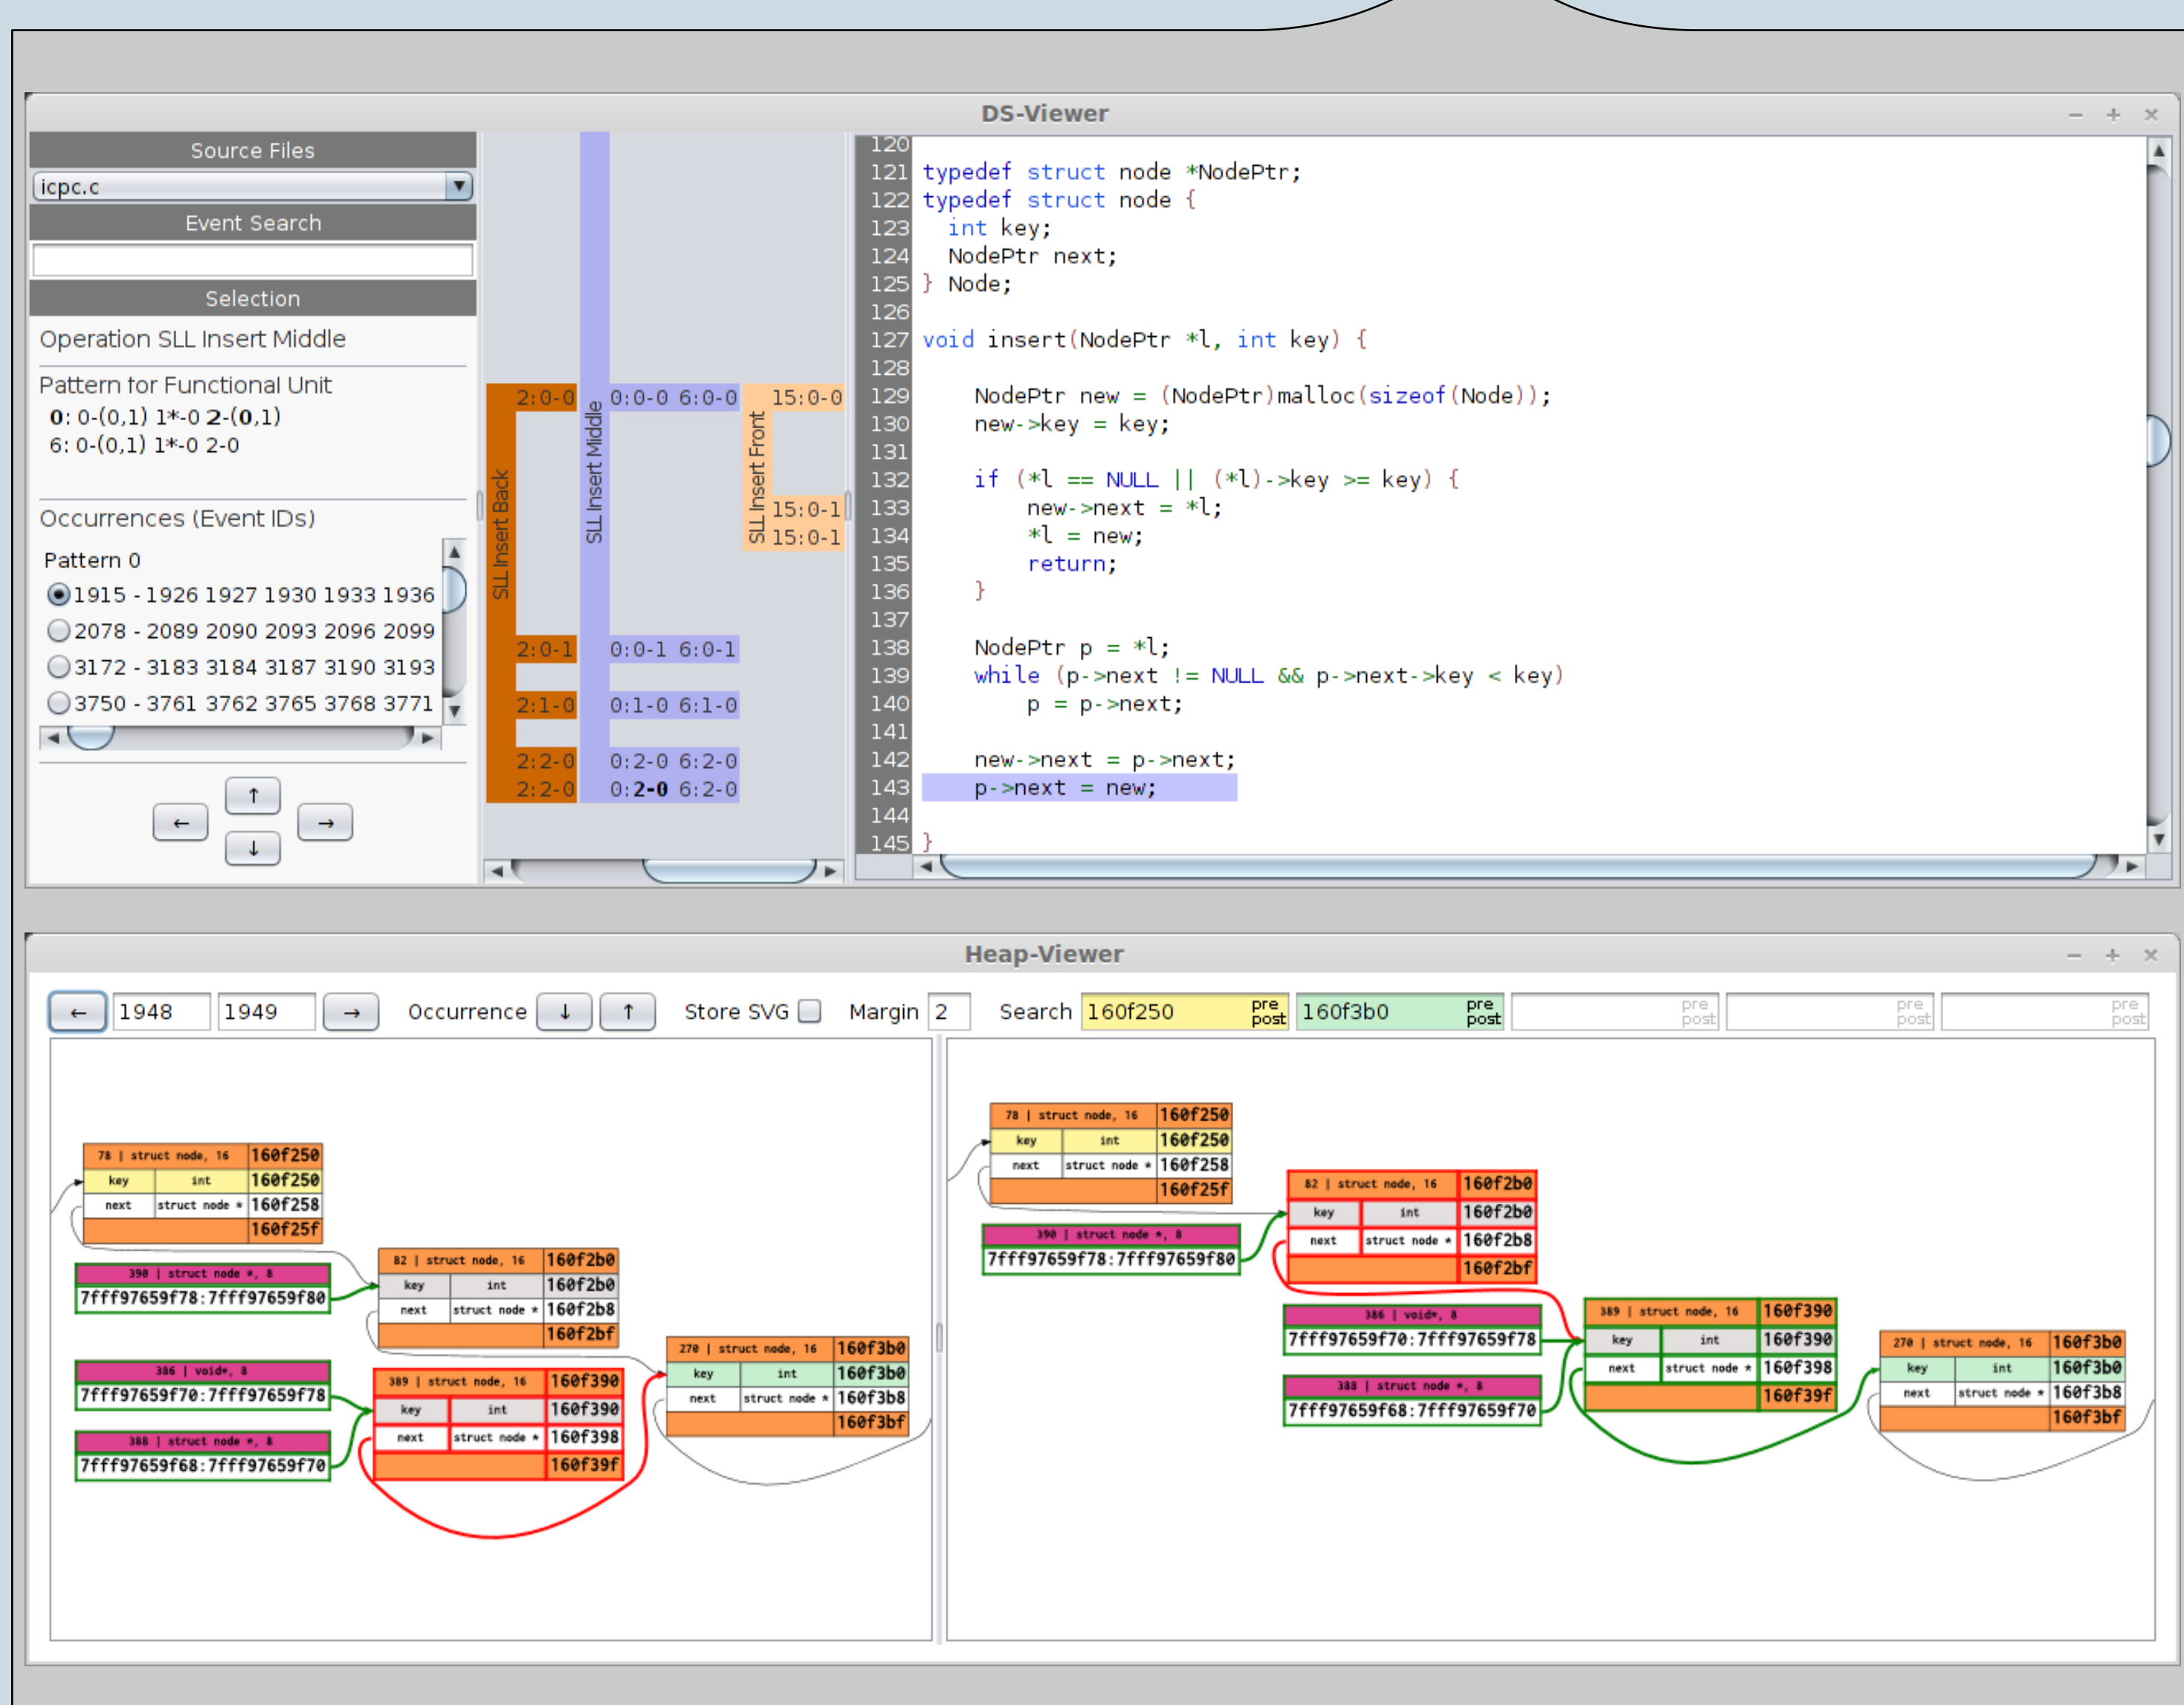 DS-Viewer
Source Files
icpc.c
Event Search
Selection
Operation SLL Insert Middle
Pattern for Functional Unit
0: 0-(0,1) 1*-0 2-(0,1)
6: 0-(0,1) 1*-0 2-0
Occurrences (Event IDs)
Pattern 0
1915 - 1926 1927 1930 1933 1936
2078 - 2089 2090 2093 2096 2099
3172 - 3183 3184 3187 3190 3193
3750 - 3761 3762 3765 3768 3771
← ↑ → ↓
SLL Insert Back
2:0-0
2:0-1
2:1-0
2:2-0
2:2-0
SLL Insert Middle
0:0-0 6:0-0
0:0-1 6:0-1
0:1-0 6:1-0
0:2-0 6:2-0
0:2-0 6:2-0
SLL Insert Front
15:0-0
15:0-1
15:0-1
120
121 typedef struct node *NodePtr;
122 typedef struct node {
123 int key;
124 NodePtr next;
125 } Node;
126
127 void insert(NodePtr *l, int key) {
128
129 NodePtr new = (NodePtr)malloc(sizeof(Node));
130 new->key = key;
131
132 if (*l == NULL || (*l)->key >= key) {
133 new->next = *l;
134 *l = new;
135 return;
136 }
137
138 NodePtr p = *l;
139 while (p->next != NULL && p->next->key < key)
140 p = p->next;
141
142 new->next = p->next;
143 p->next = new;
144
145 }
Heap-Viewer
← 1948 1949 → Occurrence ↓ ↑ Store SVG Margin 2 Search 160f250 pre post 160f3b0 pre post pre post pre post pre post
78 | struct node, 16 160f250
key int 160f250
next struct node * 160f258
160f25f
390 | struct node *, 8
7fff97659f78:7fff97659f80
82 | struct node, 16 160f2b0
key int 160f2b0
next struct node * 160f2b8
160f2bf
386 | void*, 8
7fff97659f70:7fff97659f78
388 | struct node *, 8
7fff97659f68:7fff97659f70
389 | struct node, 16 160f390
key int 160f390
next struct node * 160f398
160f39f
270 | struct node, 16 160f3b0
key int 160f3b0
next struct node * 160f3b8
160f3bf
78 | struct node, 16 160f250
key int 160f250
next struct node * 160f258
160f25f
390 | struct node *, 8
7fff97659f78:7fff97659f80
82 | struct node, 16 160f2b0
key int 160f2b0
next struct node * 160f2b8
160f2bf
386 | void*, 8
7fff97659f70:7fff97659f78
388 | struct node *, 8
7fff97659f68:7fff97659f70
389 | struct node, 16 160f390
key int 160f390
next struct node * 160f398
160f39f
270 | struct node, 16 160f3b0
key int 160f3b0
next struct node * 160f3b8
160f3bf